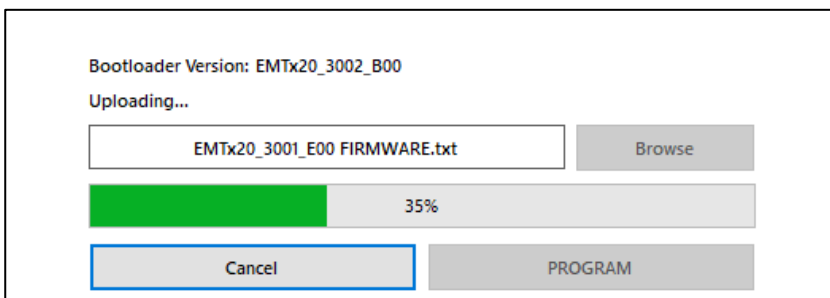 Bootloader Version: EMTx20_3002_B00
Uploading...
EMTx20_3001_E00 FIRMWARE.txt Browse
35%
Cancel PROGRAM